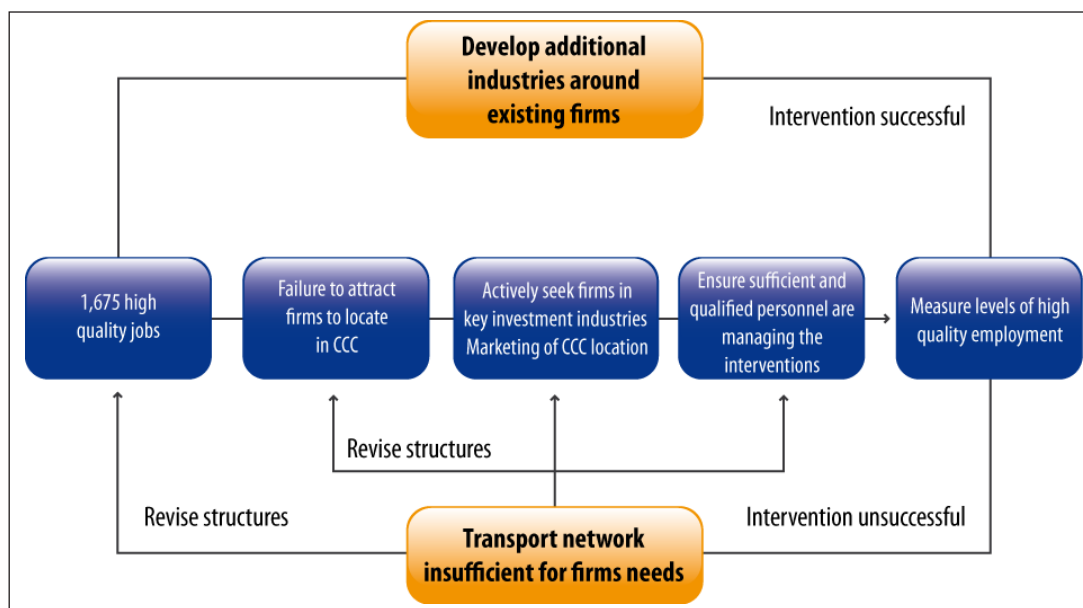 Develop additional
industries around
existing firms
Intervention successful
1,675 high
quality jobs
Failure to attract
firms to locate
in CCC
Actively seek firms in
key investment industries
Marketing of CCC location
Ensure sufficient and
qualified personnel are
managing the
interventions
Measure levels of high
quality employment
Revise structures
Revise structures
Intervention unsuccessful
Transport network
insufficient for firms needs